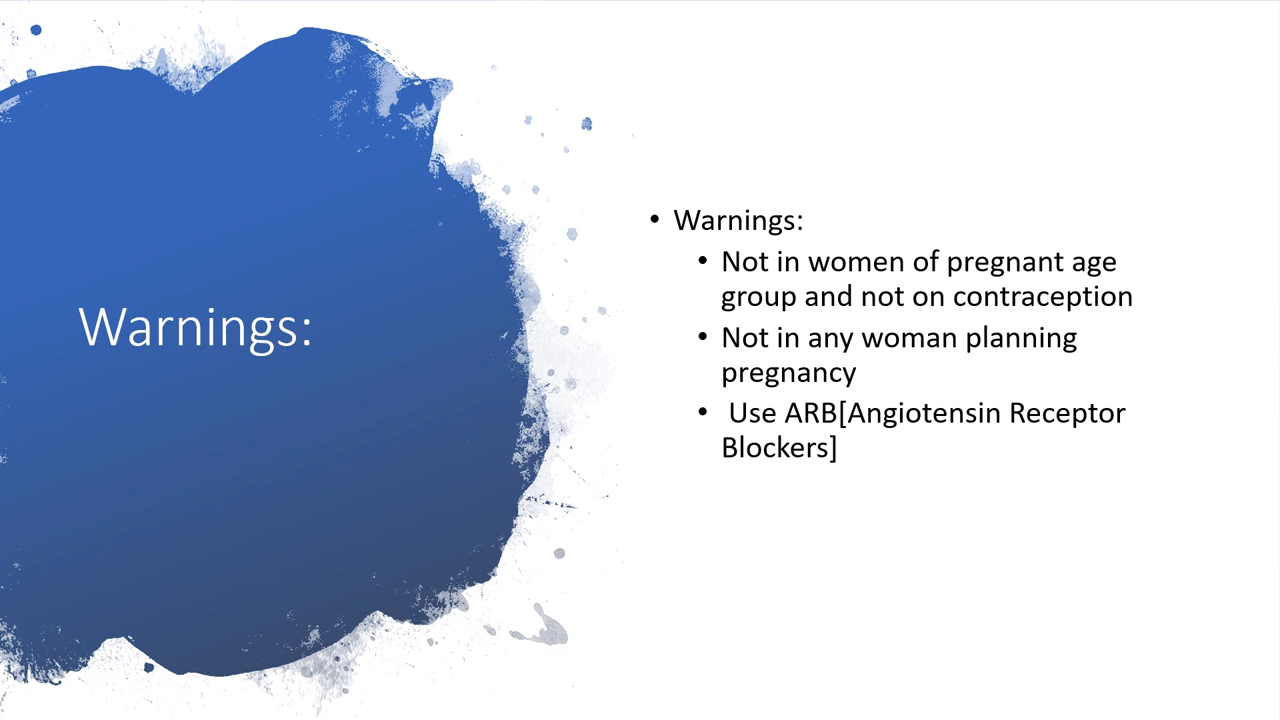 Warnings:
• Warnings:
• Not in women of pregnant age
group and not on contraception
• Not in any woman planning
pregnancy
• Use ARB[Angiotensin Receptor
Blockers]